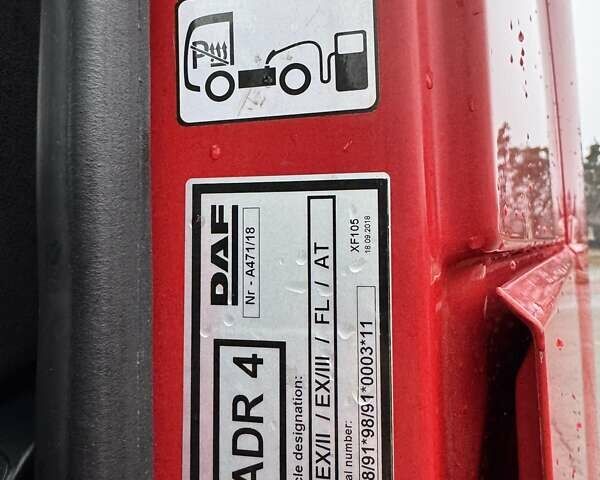 DAF
Nr - A471/18
XF105
18 09.2018
ADR 4
cle designation:
EX/II / EX/III / FL / AT
al number:
8/91*98/91*0003*11